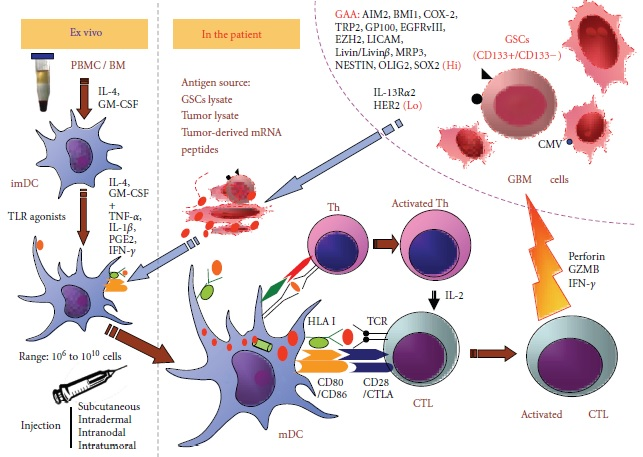 Ex vivo
PBMC / BM
IL-4,
GM-CSF
imDC
IL-4,
GM-CSF
+
TNF-α,
IL-1β,
PGE2,
IFN-γ
TLR agonists
Range: 10⁶ to 10¹⁰ cells
Injection
Subcutaneous
Intradermal
Intranodal
Intratumoral
In the patient
Antigen source:
GSCs lysate
Tumor lysate
Tumor-derived mRNA
peptides
GAA: AIM2, BMI1, COX-2,
TRP2, GP100, EGFRvIII,
EZH2, LICAM,
Livin/Livinβ, MRP3,
NESTIN, OLIG2, SOX2 (Hi)
IL-13Rα2
HER2 (Lo)
GSCs
(CD133+/CD133−)
CMV
GBM cells
Th
Activated Th
IL-2
HLA I
TCR
CD80
/CD86
CD28
/CTLA
mDC
CTL
Perforin
GZMB
IFN-γ
Activated CTL